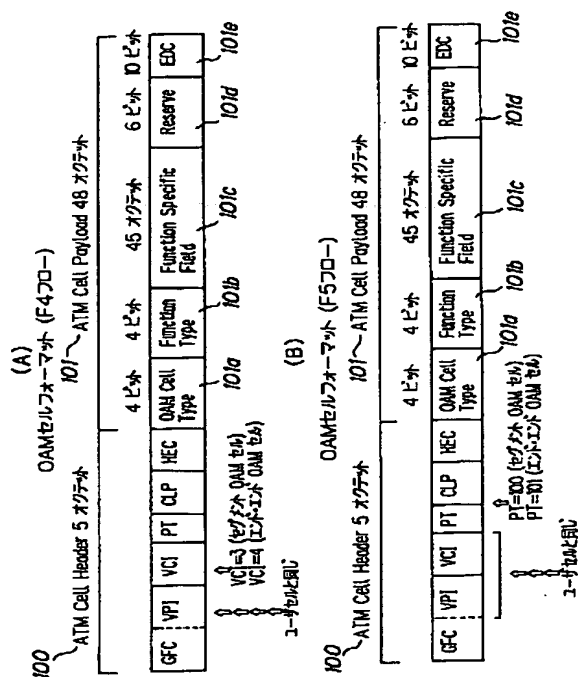 (A)
OAMセルフォーマット (F4フロー)
100
ATM Cell Header 5 オクテット
101
ATM Cell Payload 48 オクテット
4 ビット
4 ビット
45 オクテット
6 ビット
10 ビット
GFC
VPI
VCI
PT
CLP
HEC
OAM Cell Type
Function Type
Function Specific Field
Reserve
EDC
101a
101b
101c
101d
101e
ユーザセルと同じ
VCI=3 (セグメント OAM セル)
VCI=4 (エンド・エンド OAM セル)
(B)
OAMセルフォーマット (F5フロー)
100
ATM Cell Header 5 オクテット
101
ATM Cell Payload 48 オクテット
4 ビット
4 ビット
45 オクテット
6 ビット
10 ビット
GFC
VPI
VCI
PT
CLP
HEC
OAM Cell Type
Function Type
Function Specific Field
Reserve
EDC
101a
101b
101c
101d
101e
ユーザセルと同じ
PT=100 (セグメント OAM セル)
PT=101 (エンド・エンド OAM セル)